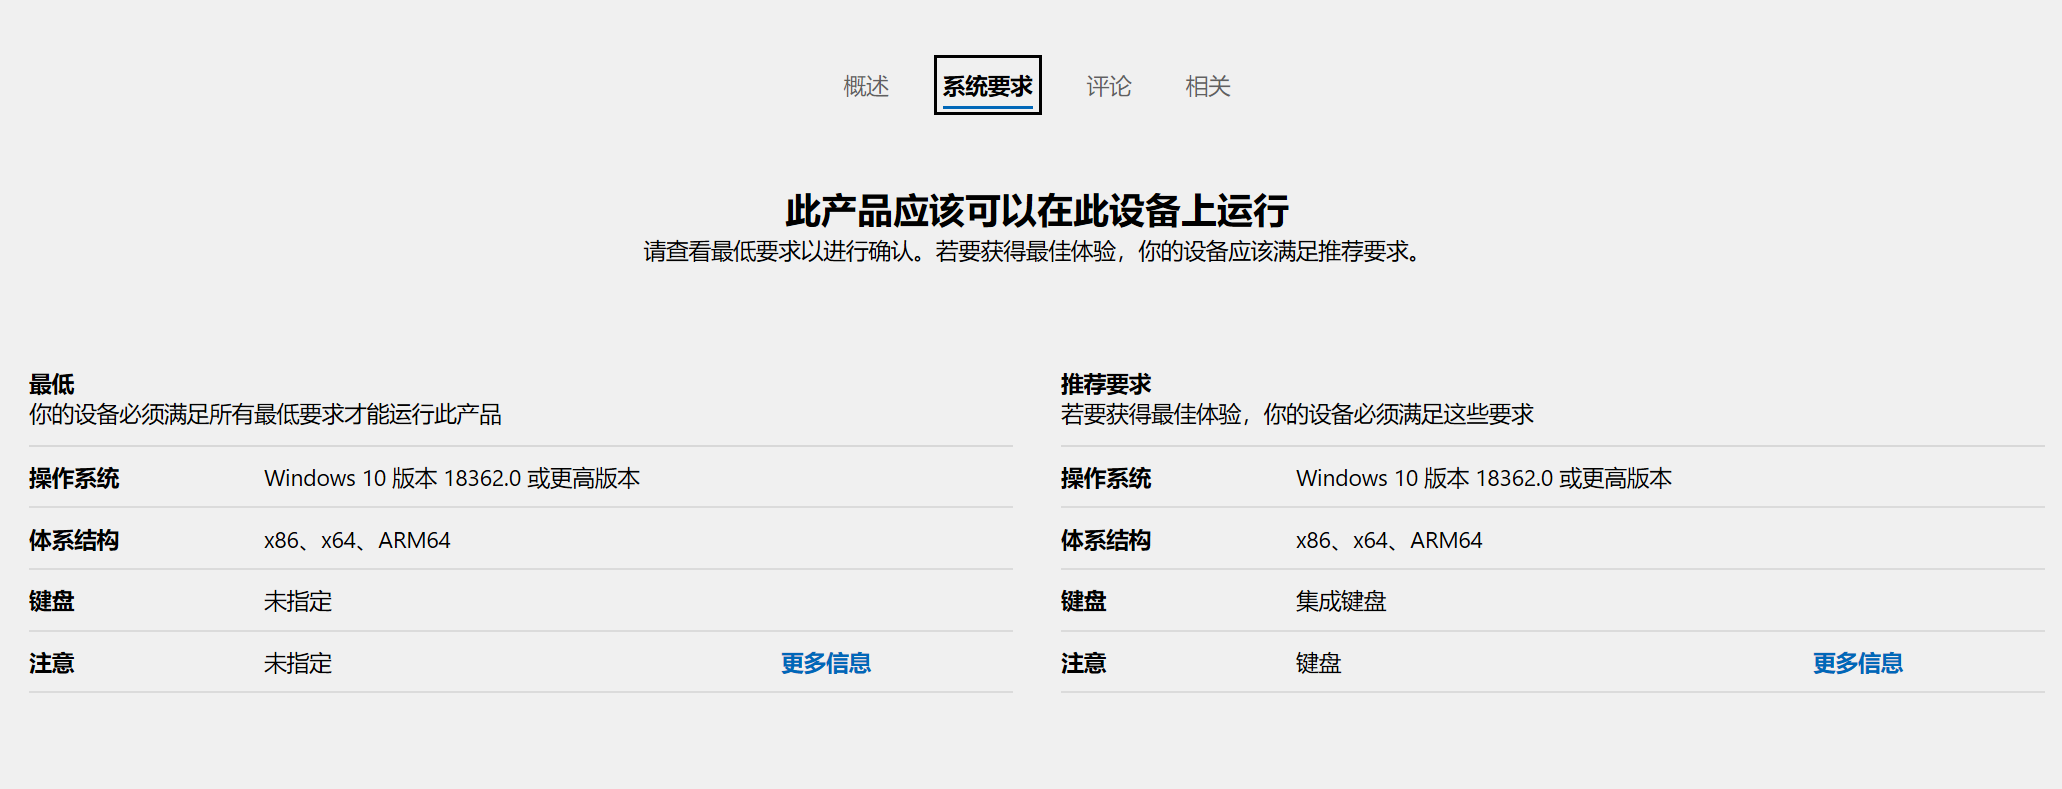 概述 系统要求 评论 相关
此产品应该可以在此设备上运行
请查看最低要求以进行确认。若要获得最佳体验，你的设备应该满足推荐要求。
最低
你的设备必须满足所有最低要求才能运行此产品
操作系统 Windows 10 版本 18362.0 或更高版本
体系结构 x86、x64、ARM64
键盘 未指定
注意 未指定 更多信息
推荐要求
若要获得最佳体验，你的设备必须满足这些要求
操作系统 Windows 10 版本 18362.0 或更高版本
体系结构 x86、x64、ARM64
键盘 集成键盘
注意 键盘 更多信息